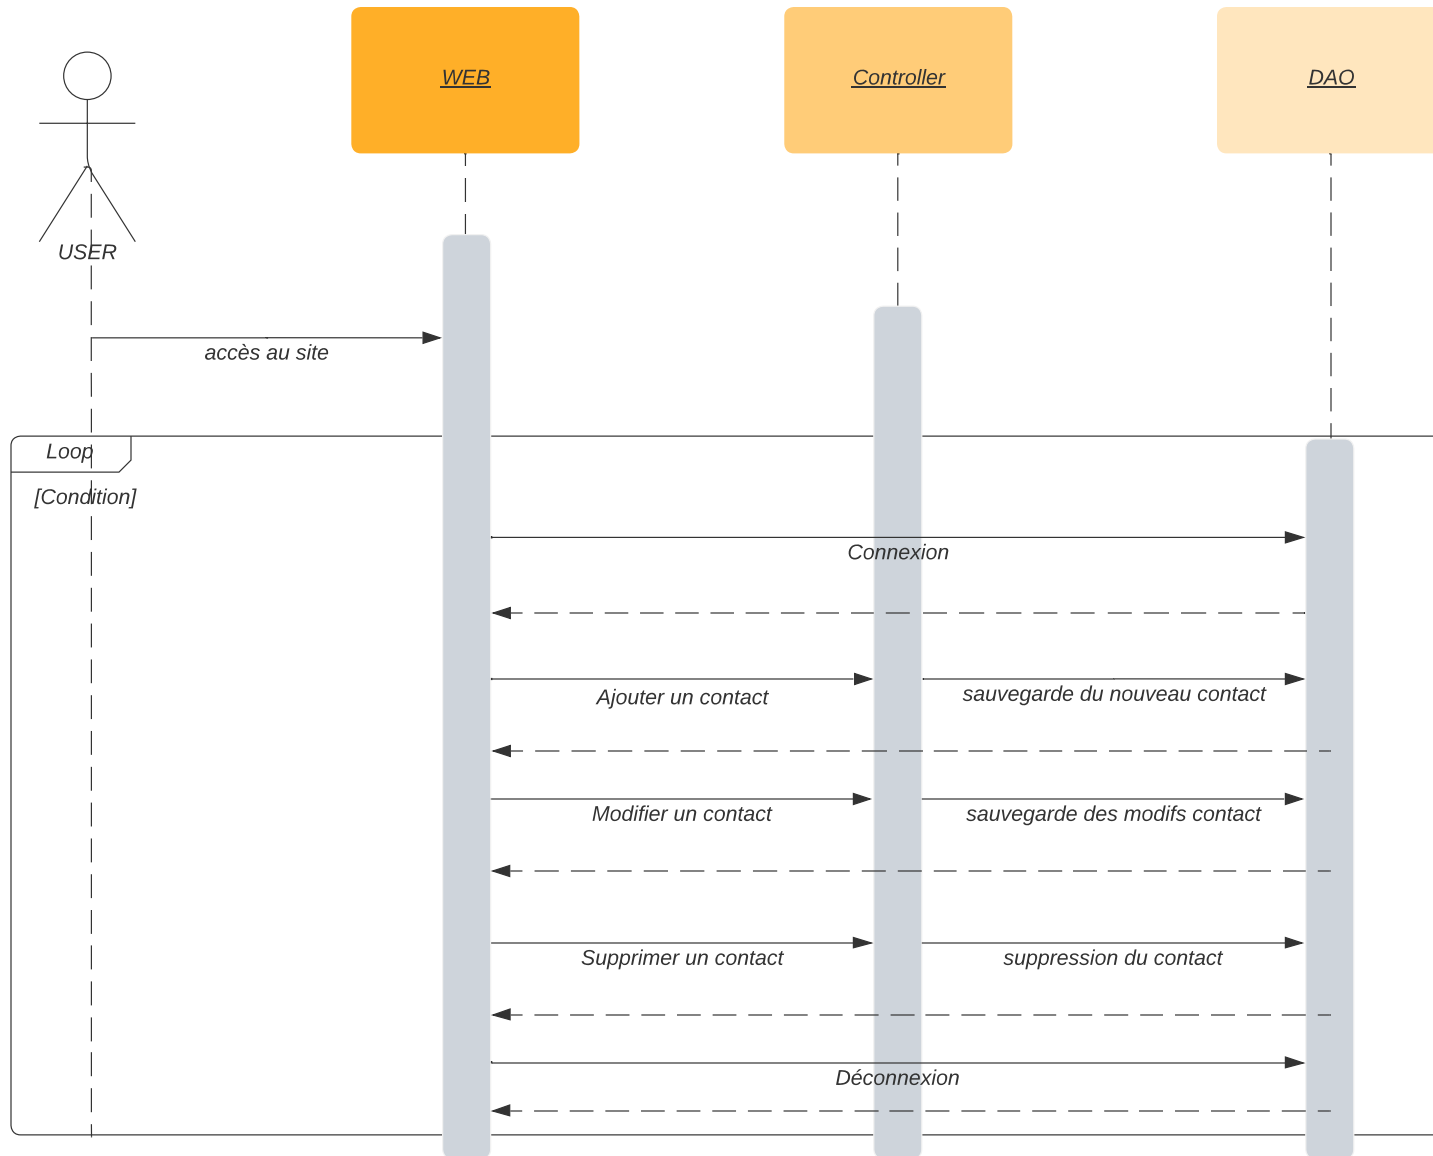 WEB
Controller
DAO
USER
accès au site
Loop
[Condition]
Connexion
Ajouter un contact
sauvegarde du nouveau contact
Modifier un contact
sauvegarde des modifs contact
Supprimer un contact
suppression du contact
Déconnexion